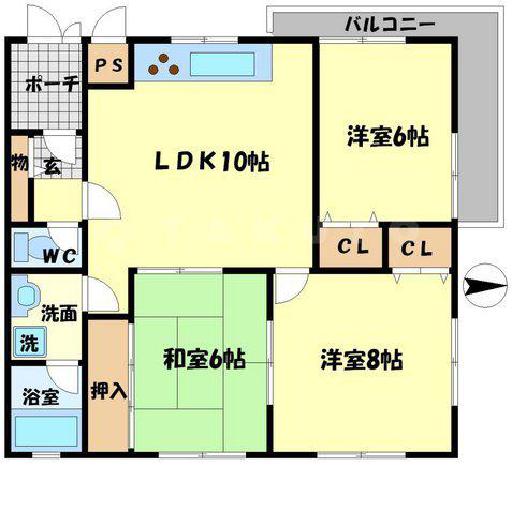 バルコニー
ポーチ
PS
洋室6帖
LDK10帖
物
玄
WC
CL
CL
洗面
洗
和室6帖
洋室8帖
浴室
押入